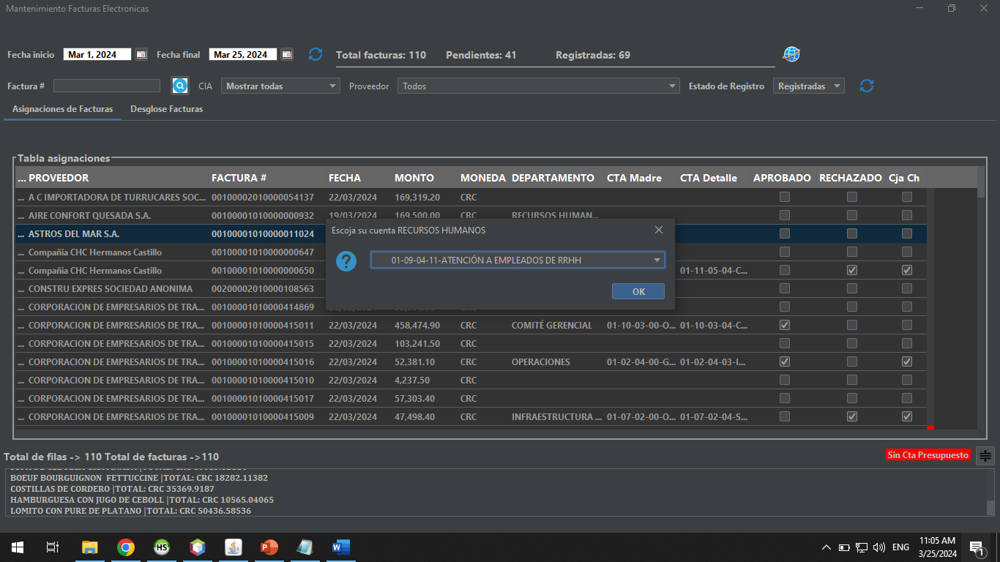 Mantenimiento Facturas Electronicas
Fecha inicio Mar 1, 2024 Fecha final Mar 25, 2024 Total facturas: 110 Pendientes: 41 Registradas: 69
Factura # CIA Mostrar todas Proveedor Todos Estado de Registro Registradas
Asignaciones de Facturas Desglose Facturas
Tabla asignaciones
... PROVEEDOR FACTURA # FECHA MONTO MONEDA DEPARTAMENTO CTA Madre CTA Detalle APROBADO RECHAZADO Cja Ch
... A C IMPORTADORA DE TURRUCARES SOC... 00100002010000054137 22/03/2024 169,319.20 CRC
... AIRE CONFORT QUESADA S.A. 00100001010000000932 19/03/2024 169,500.00 CRC RECURSOS HUMAN...
... ASTROS DEL MAR S.A. 00100001010000011024
... Compañia CHC Hermanos Castillo 00100001010000000647
... Compañia CHC Hermanos Castillo 00100001010000000650 01-11-05-04-C...
... CONSTRU EXPRES SOCIEDAD ANONIMA 00200002010000108563
... CORPORACION DE EMPRESARIOS DE TRA... 00100001010000414869
... CORPORACION DE EMPRESARIOS DE TRA... 00100001010000415011 22/03/2024 458,474.90 CRC COMITÉ GERENCIAL 01-10-03-00-O... 01-10-03-04-C...
... CORPORACION DE EMPRESARIOS DE TRA... 00100001010000415015 22/03/2024 103,241.50 CRC
... CORPORACION DE EMPRESARIOS DE TRA... 00100001010000415016 22/03/2024 52,381.10 CRC OPERACIONES 01-02-04-00-G... 01-02-04-03-I...
... CORPORACION DE EMPRESARIOS DE TRA... 00100001010000415010 22/03/2024 4,237.50 CRC
... CORPORACION DE EMPRESARIOS DE TRA... 00100001010000415017 22/03/2024 57,303.40 CRC
... CORPORACION DE EMPRESARIOS DE TRA... 00100001010000415009 22/03/2024 47,498.40 CRC INFRAESTRUCTURA ... 01-07-02-00-O... 01-07-02-04-S...
Escoja su cuenta RECURSOS HUMANOS
01-09-04-11-ATENCIÓN A EMPLEADOS DE RRHH
OK
Total de filas -> 110 Total de facturas ->110 Sin Cta Presupuesto
BOEUF BOURGUIGNON FETTUCCINE |TOTAL: CRC 18282.11382
COSTILLAS DE CORDERO |TOTAL: CRC 35369.9187
HAMBURGUESA CON JUGO DE CEBOLL |TOTAL: CRC 10565.04065
LOMITO CON PURE DE PLATANO |TOTAL: CRC 50436.58536
HS
ENG
11:05 AM
3/25/2024
1